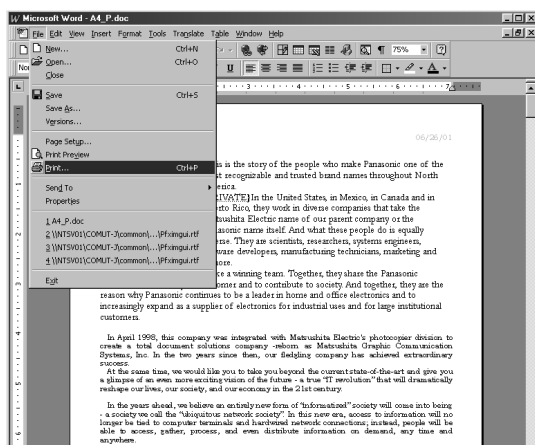 Microsoft Word - A4_P.doc
File Edit View Insert Format Tools Translate Table Window Help
New... Ctrl+N
Open... Ctrl+O
Close
Save Ctrl+S
Save As...
Versions...
Page Setup...
Print Preview
Print... Ctrl+P
Send To
Properties
1 A4_P.doc
2 \\NTSV01\COMUT-J\common\...\Pfximgui.rtf
3 \\NTSV01\COMUT-J\common\...\Pfximgui.rtf
4 \\NTSV01\COMUT-J\common\...\Pfximgui.rtf
Exit
75%
U
3 4 5 6 7
06/26/01
is is the story of the people who make Panasonic one of the
st recognizable and trusted brand names throughout North
erica.
IVATE}In the United States, in Mexico, in Canada and in
erto Rico, they work in diverse companies that take the
tsushita Electric name of our parent company or the
asonic name itself. And what these people do is equally
erse. They are scientists, researchers, systems engineers,
ware developers, manufacturing technicians, marketing and
ore.
ke a winning team. Together, they share the Panasonic
omer and to contribute to society. And together, they are the
reason why Panasonic continues to be a leader in home and office electronics and to
increasingly expand as a supplier of electronics for industrial uses and for large institutional
customers.
In April 1998, this company was integrated with Matsushita Electric's photocopier division to
create a total document solutions company -reborn as Matsushita Graphic Communication
Systems, Inc. In the two years since then, our fledgling company has achieved extraordinary
success.
At the same time, we would like you to take you beyond the current state-of-the-art and give you
a glimpse of an even more exciting vision of the future - a true "IT revolution" that will dramatically
reshape our lives, our society, and our economy in the 21st century.
In the years ahead, we believe an entirely new form of "informatized" society will come into being
- a society we call the "ubiquitous network society". In this new era, access to information will no
longer be tied to computer terminals and hardwired network connections; instead, people will be
able to access, gather, process, and even distribute information on demand, any time and
anywhere.